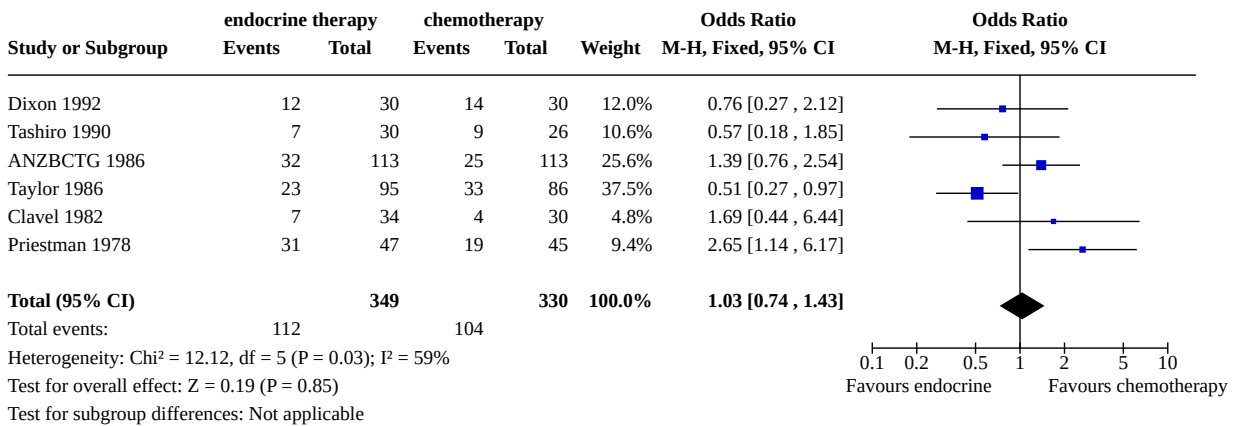 endocrine therapy chemotherapy Odds Ratio Odds Ratio
Study or Subgroup Events Total Events Total Weight M-H, Fixed, 95% CI M-H, Fixed, 95% CI
Dixon 1992 12 30 14 30 12.0% 0.76 [0.27 , 2.12]
Tashiro 1990 7 30 9 26 10.6% 0.57 [0.18 , 1.85]
ANZBCTG 1986 32 113 25 113 25.6% 1.39 [0.76 , 2.54]
Taylor 1986 23 95 33 86 37.5% 0.51 [0.27 , 0.97]
Clavel 1982 7 34 4 30 4.8% 1.69 [0.44 , 6.44]
Priestman 1978 31 47 19 45 9.4% 2.65 [1.14 , 6.17]
Total (95% CI) 349 330 100.0% 1.03 [0.74 , 1.43]
Total events: 112 104
Heterogeneity: Chi² = 12.12, df = 5 (P = 0.03); I² = 59% 0.1 0.2 0.5 1 2 5 10
Test for overall effect: Z = 0.19 (P = 0.85) Favours endocrine Favours chemotherapy
Test for subgroup differences: Not applicable